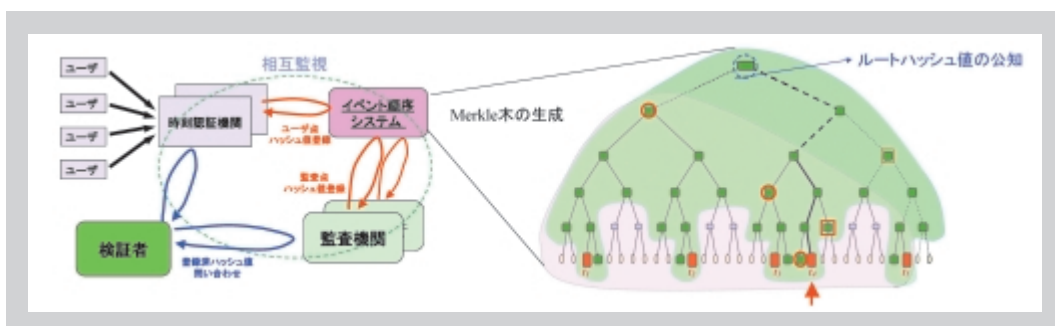 ユーザ
ユーザ
ユーザ
ユーザ
時刻認証機関
相互監視
イベント順序
システム
ユーザ点
ハッシュ値登録
監査点
ハッシュ値登録
検証者
監査機関
登録済ハッシュ値
問い合わせ
Merkle木の生成
ルートハッシュ値の公知